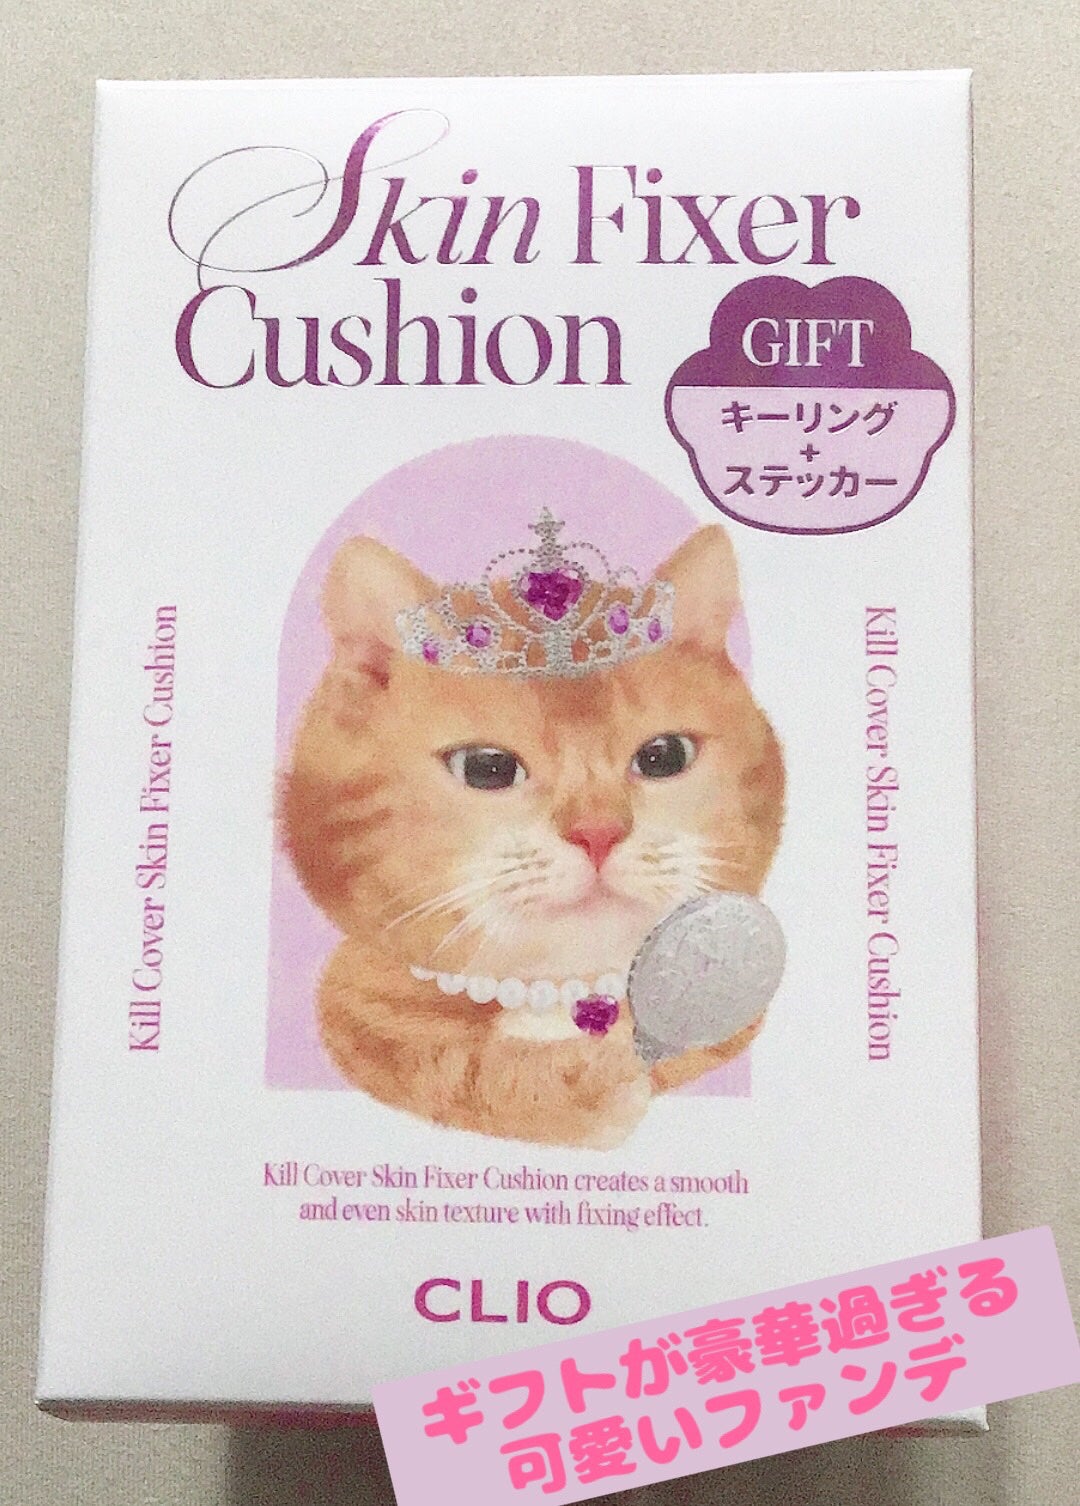 Skin Fixer
Cushion
GIFT
キーリング
+
ステッカー
Kill Cover Skin Fixer Cushion
Kill Cover Skin Fixer Cushion
Kill Cover Skin Fixer Cushion creates a smooth
and even skin texture with fixing effect.
CLIO
ギフトが豪華過ぎる
可愛いファンデ